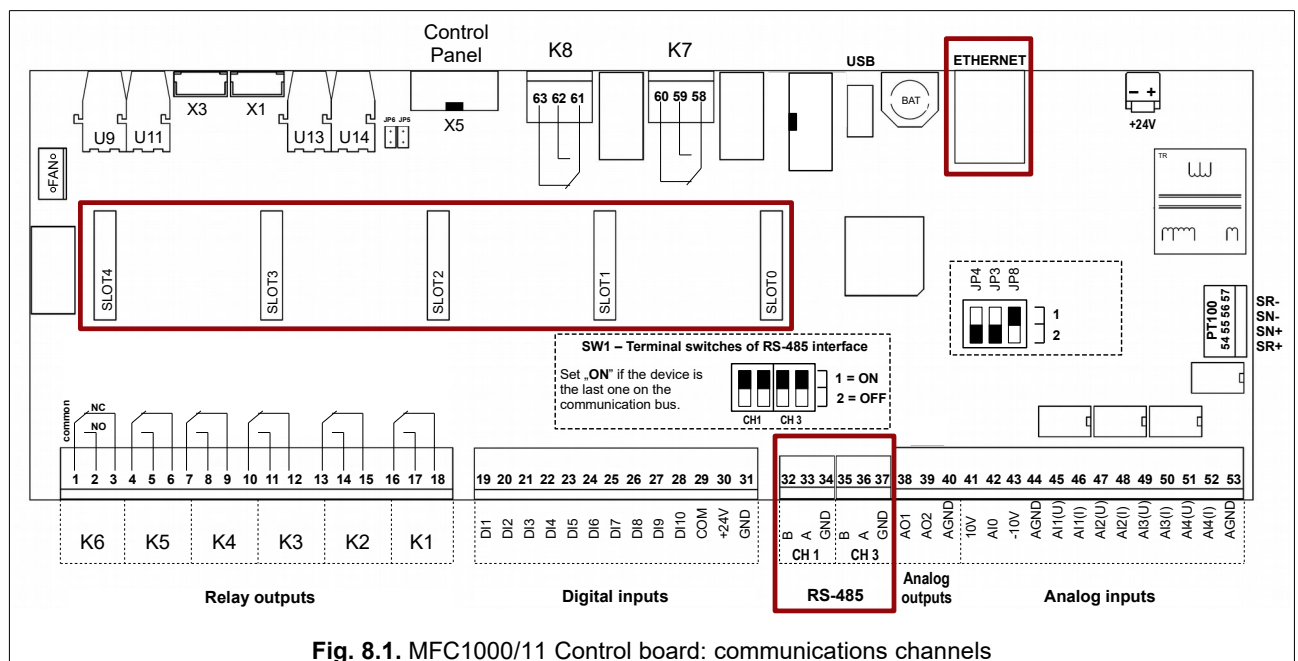 Control
Panel
K8
K7
USB
ETHERNET
X3
X1
X5
63 62 61
60 59 58
BAT
- +
+24V
U9
U11
U13
U14
JP6 JP5
FAN
TR
SLOT4
SLOT3
SLOT2
SLOT1
SLOT0
JP4
JP3
JP8
1
2
PT100
54 55 56 57
SR-
SN-
SN+
SR+
SW1 – Terminal switches of RS-485 interface
Set „ON” if the device is
the last one on the
communication bus.
1 = ON
2 = OFF
CH1 CH 3
common
NC
NO
1 2 3 4 5 6 7 8 9 10 11 12 13 14 15 16 17 18
19 20 21 22 23 24 25 26 27 28 29 30 31
32 33 34 35 36 37 38 39 40 41 42 43 44 45 46 47 48 49 50 51 52 53
K6 K5 K4 K3 K2 K1
DI1 DI2 DI3 DI4 DI5 DI6 DI7 DI8 DI9 DI10 COM +24V GND
B A GND B A GND
CH 1 CH 3
AO1 AO2 AGND
10V AI0 -10V AGND AI1(U) AI1(I) AI2(U) AI2(I) AI3(U) AI3(I) AI4(U) AI4(I) AGND
Relay outputs
Digital inputs
RS-485
Analog
outputs
Analog inputs
Fig. 8.1. MFC1000/11 Control board: communications channels